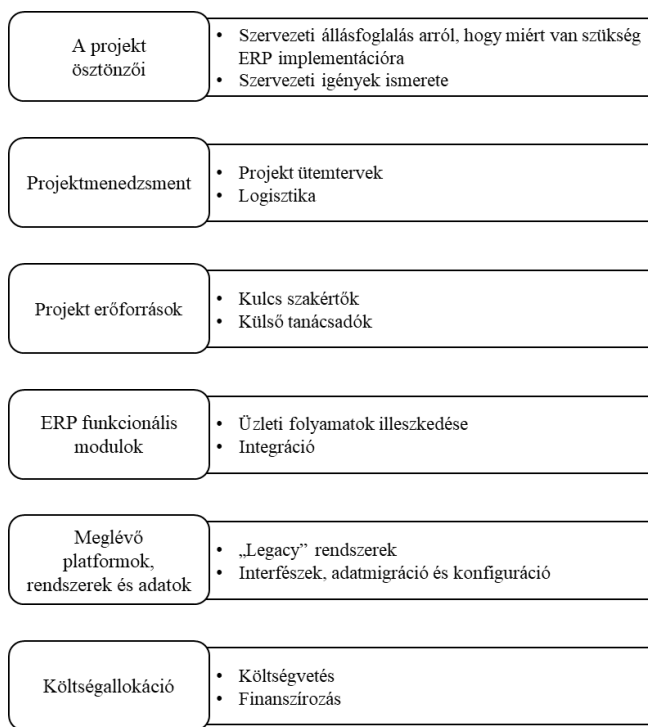 A projekt
ösztönzői
• Szervezeti állásfoglalás arról, hogy miért van szükség
ERP implementációra
• Szervezeti igények ismerete
Projektmenedzsment
• Projekt ütemtervek
• Logisztika
Projekt erőforrások
• Kulcs szakértők
• Külső tanácsadók
ERP funkcionális
modulok
• Üzleti folyamatok illeszkedése
• Integráció
Meglévő
platformok,
rendszerek és adatok
• „Legacy” rendszerek
• Interfészek, adatmigráció és konfiguráció
Költségallokáció
• Költségvetés
• Finanszírozás